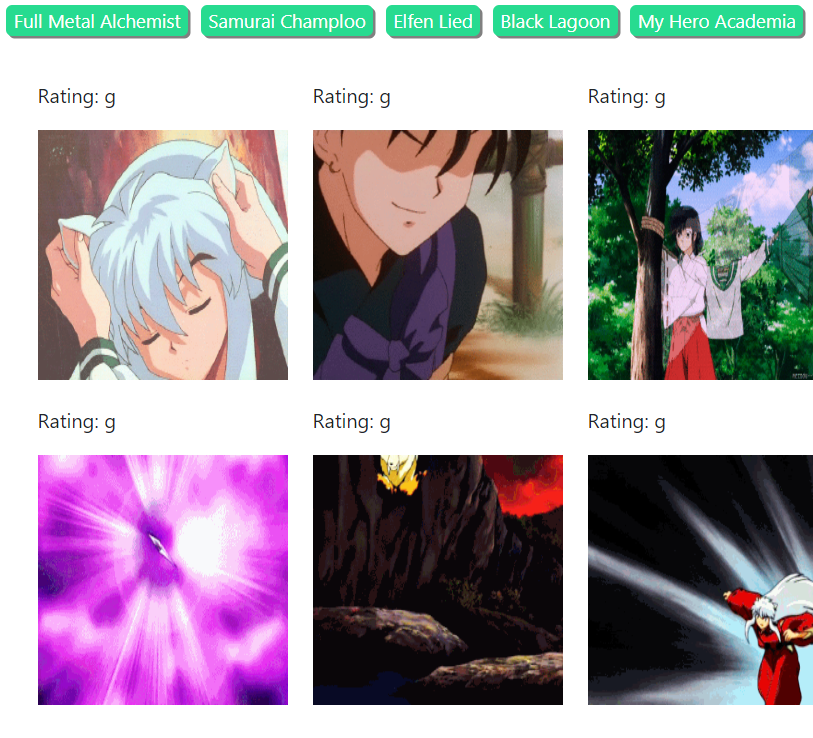 Full Metal Alchemist Samurai Champloo Elfen Lied Black Lagoon My Hero Academia
Rating: g Rating: g Rating: g
Rating: g Rating: g Rating: g